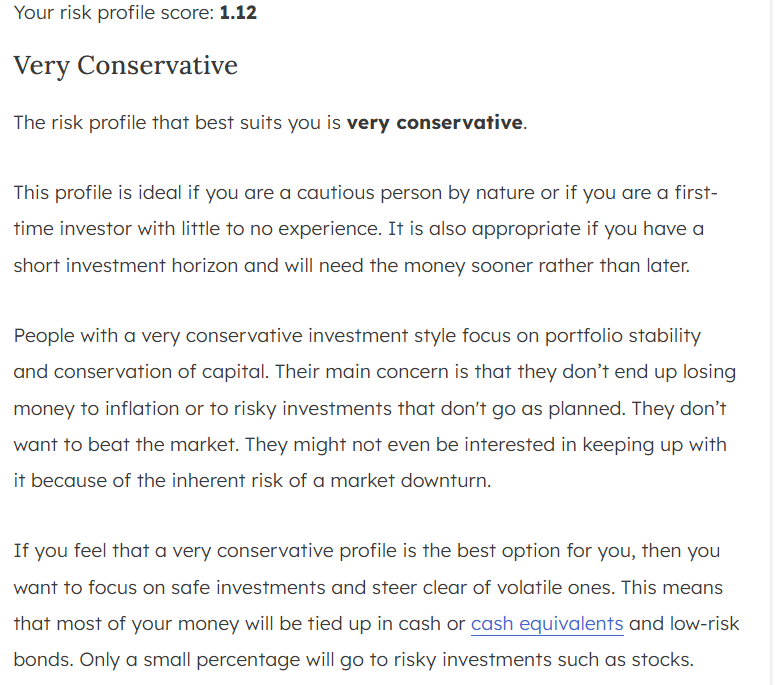 Your risk profile score: 1.12
Very Conservative
The risk profile that best suits you is very conservative.
This profile is ideal if you are a cautious person by nature or if you are a first-
time investor with little to no experience. It is also appropriate if you have a
short investment horizon and will need the money sooner rather than later.
People with a very conservative investment style focus on portfolio stability
and conservation of capital. Their main concern is that they don’t end up losing
money to inflation or to risky investments that don't go as planned. They don’t
want to beat the market. They might not even be interested in keeping up with
it because of the inherent risk of a market downturn.
If you feel that a very conservative profile is the best option for you, then you
want to focus on safe investments and steer clear of volatile ones. This means
that most of your money will be tied up in cash or cash equivalents and low-risk
bonds. Only a small percentage will go to risky investments such as stocks.